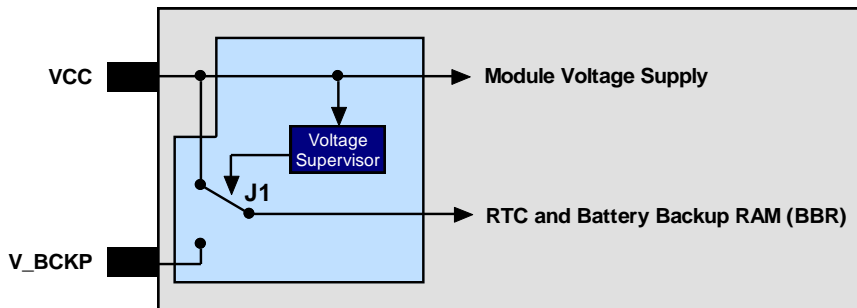 VCC
Module Voltage Supply
Voltage
Supervisor
J1
RTC and Battery Backup RAM (BBR)
V_BCKP